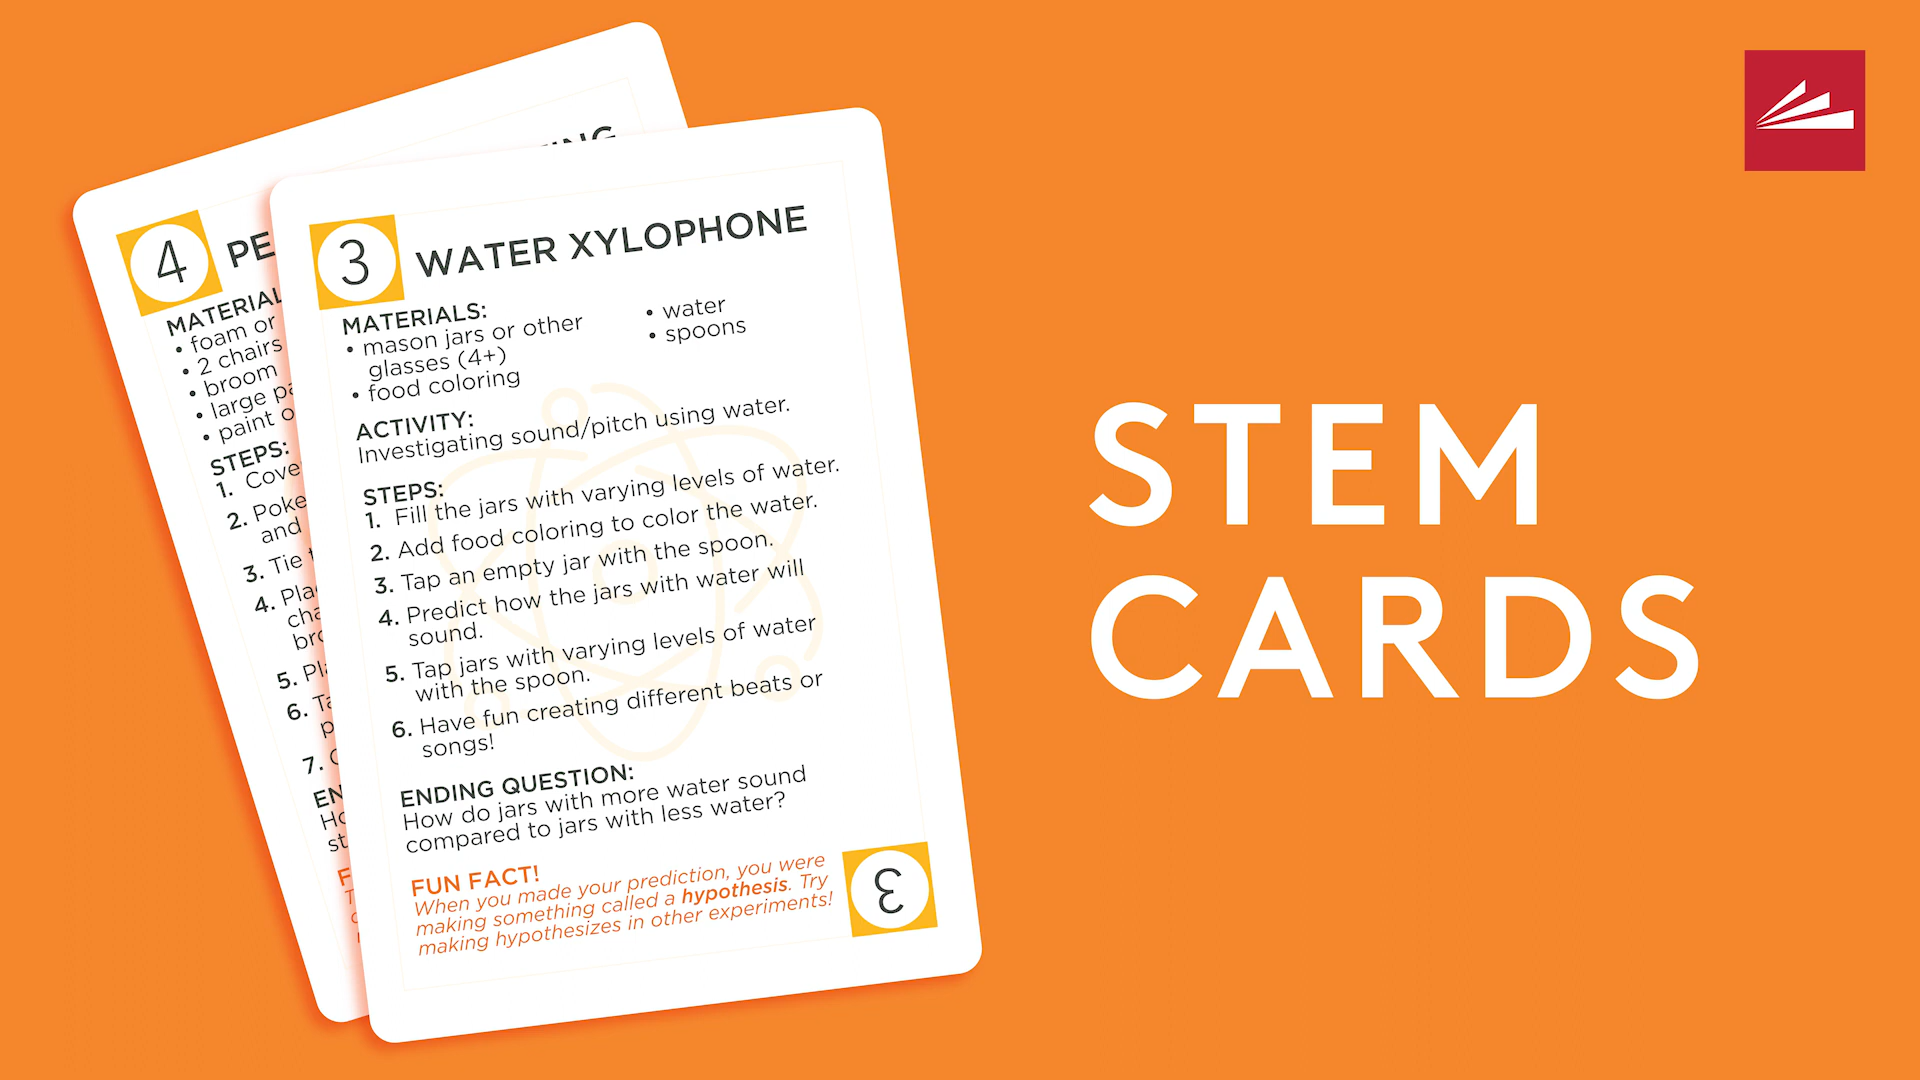 4
MATERIAL
• foam or
• 2 chairs
• broom
• large
• paint
STEPS:
1.
2. Poke
and
3. Tie
4.
5.
6.
7.
3 WATER XYLOPHONE
MATERIALS:
• mason jars or other
glasses (4+)
• food coloring
• water
• spoons
ACTIVITY:
Investigating sound/pitch using water.
STEPS:
1. Fill the jars with varying levels of water.
2. Add food coloring to color the water.
3. Tap an empty jar with the spoon.
4. Predict how the jars with water will
sound.
5. Tap jars with varying levels of water
with the spoon.
6. Have fun creating different beats or
songs!
ENDING QUESTION:
How do jars with more water sound
compared to jars with less water?
FUN FACT!
When you made your prediction, you were
making something called a hypothesis. Try
making hypothesizes in other experiments!
3
STEM
CARDS